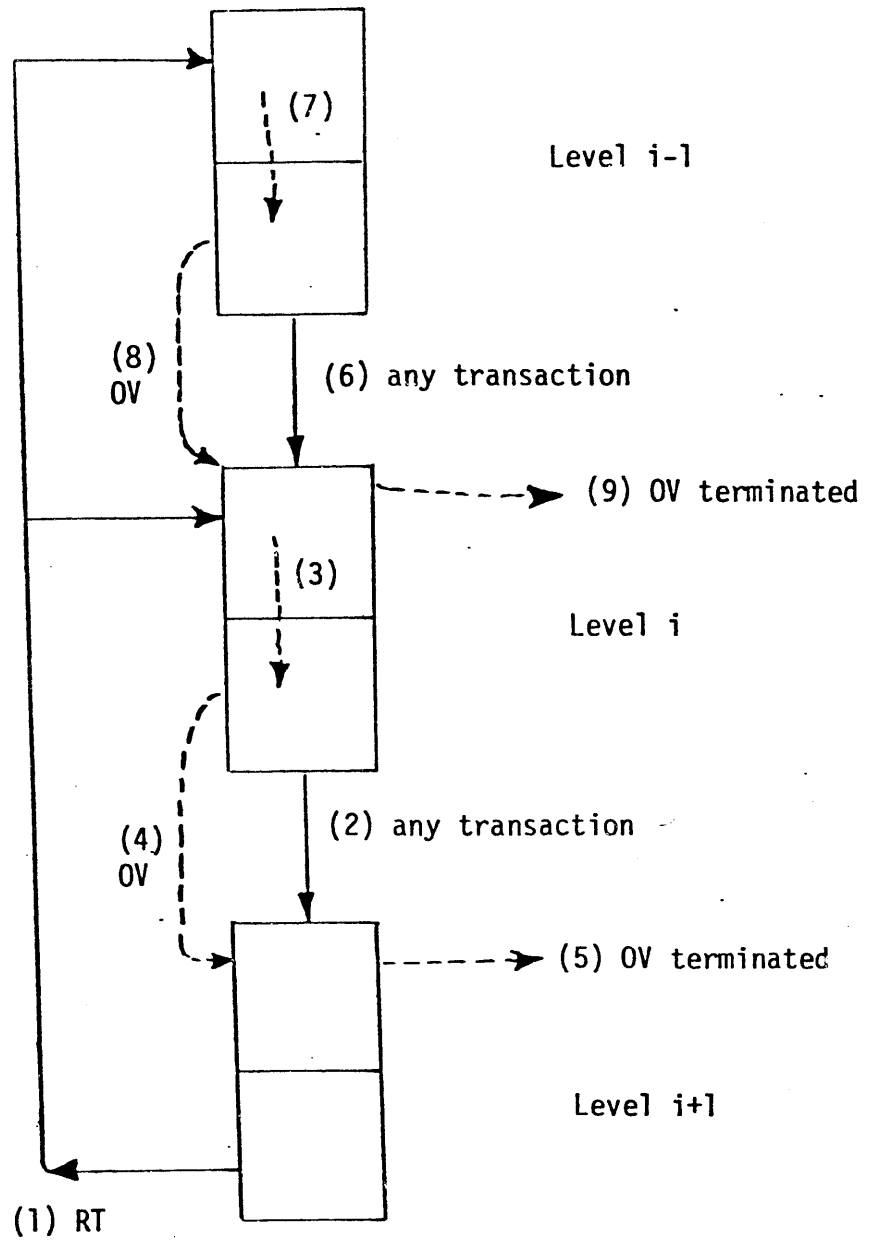 (7)
Level i-1
(8)
OV
(6) any transaction
(9) OV terminated
(3)
Level i
(4)
OV
(2) any transaction
(5) OV terminated
Level i+1
(1) RT